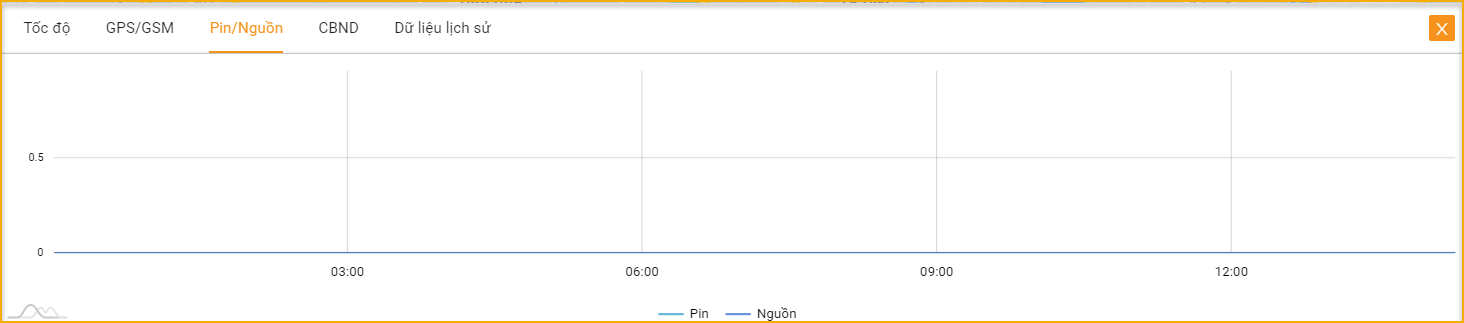 Tốc độ GPS/GSM Pin/Nguồn CBND Dữ liệu lịch sử X
0.5
0
03:00 06:00 09:00 12:00
Pin Nguồn